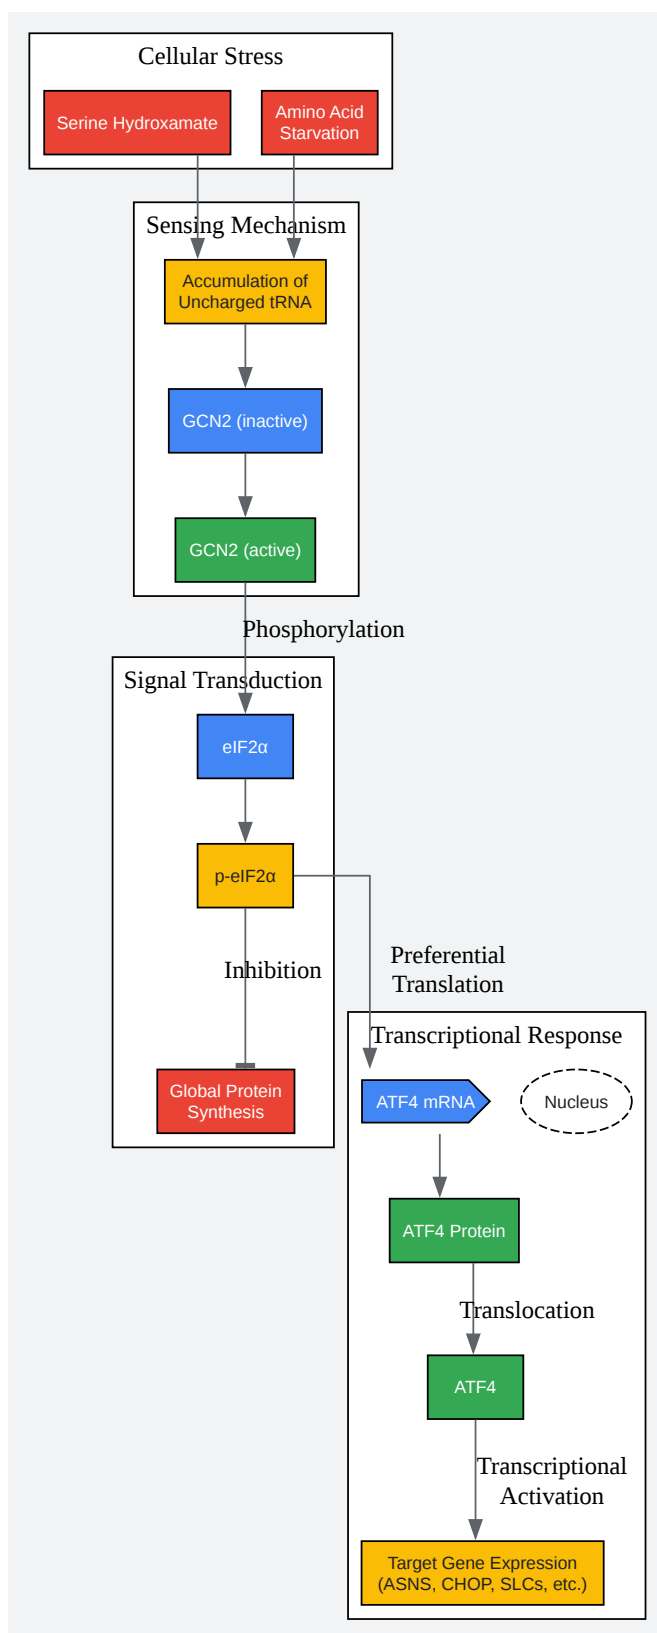 Cellular Stress
Serine Hydroxamate
Amino Acid
Starvation
Sensing Mechanism
Accumulation of
Uncharged tRNA
GCN2 (inactive)
GCN2 (active)
Phosphorylation
Signal Transduction
eIF2α
p-eIF2α
Inhibition
Preferential
Translation
Global Protein
Synthesis
Transcriptional Response
ATF4 mRNA
Nucleus
ATF4 Protein
Translocation
ATF4
Transcriptional
Activation
Target Gene Expression
(ASNS, CHOP, SLCs, etc.)